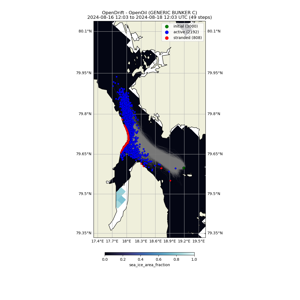 OpenDrift - OpenOil (GENERIC BUNKER C)
2024-08-16 12:03 to 2024-08-18 12:03 UTC (49 steps)
80.1°N
80.1°N
initial (3000)
active (2192)
stranded (808)
79.95°N
79.95°N
79.8°N
79.8°N
79.65°N
79.65°N
79.5°N
79.5°N
79.35°N
79.35°N
17.4°E 17.7°E 18°E 18.3°E 18.6°E 18.9°E 19.2°E 19.5°E
0.0 0.2 0.4 0.6 0.8 1.0
sea_ice_area_fraction